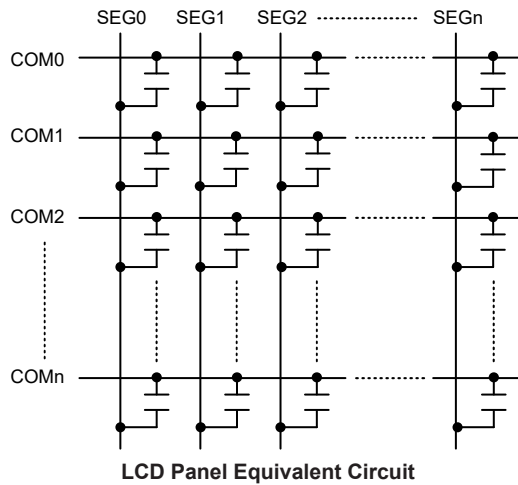 SEG0 SEG1 SEG2 SEGn
COM0
COM1
COM2
COMn
LCD Panel Equivalent Circuit